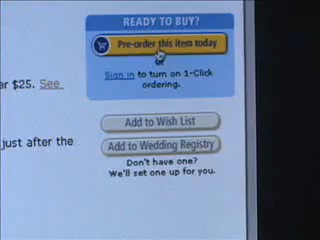 READY TO BUY?
Pre-order this item today
or
Sign in to turn on 1-Click
ordering.
er $25. See
Add to Wish List
just after the
Add to Wedding Registry
Don't have one?
We'll set one up for you.